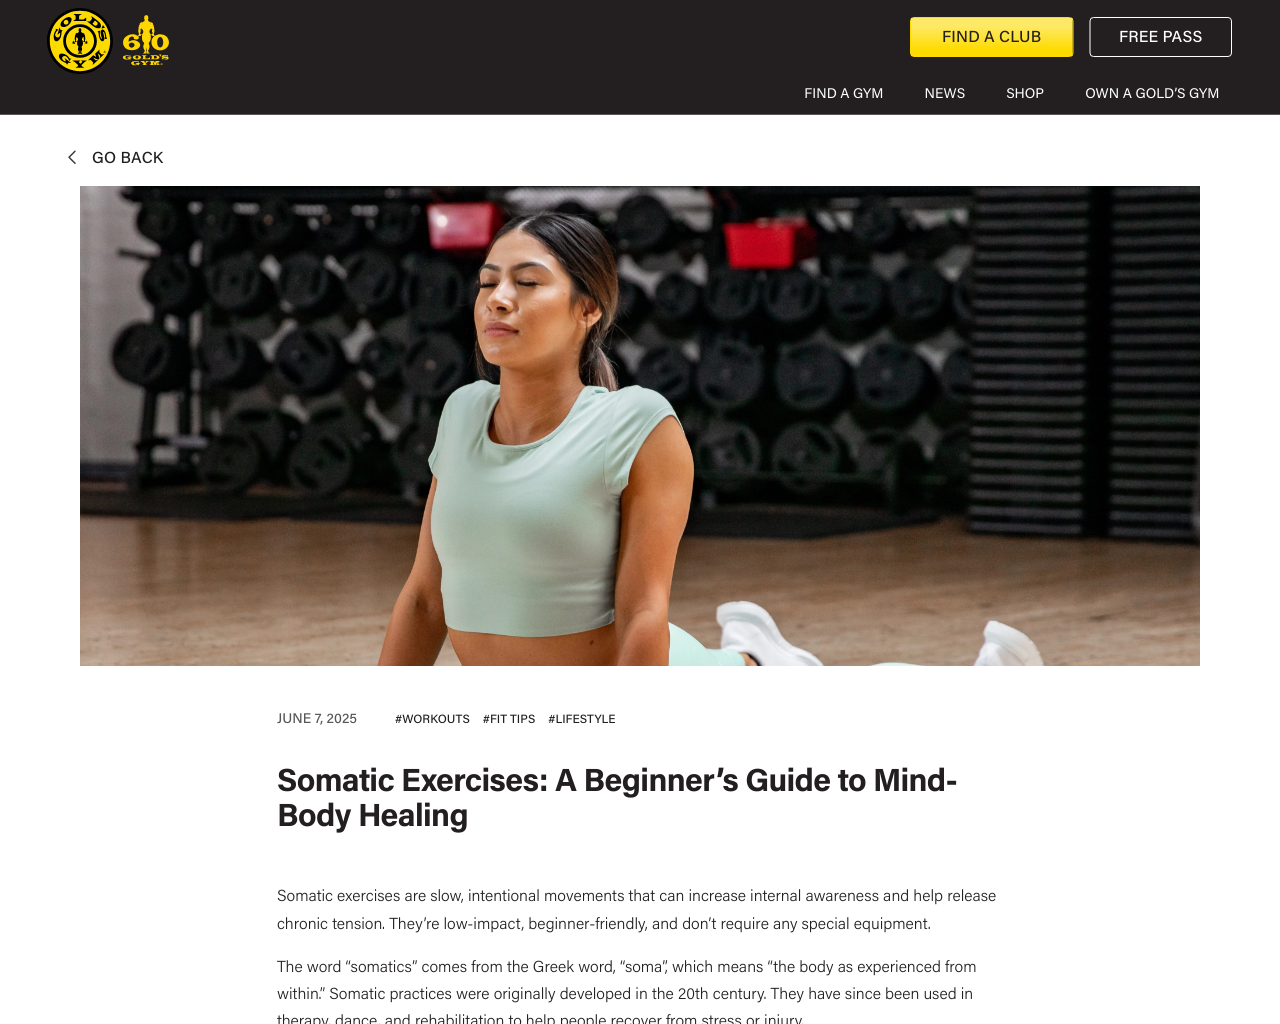 GOLD'S GYM
60
GOLD'S
GYM
FIND A CLUB
FREE PASS
FIND A GYM
NEWS
SHOP
OWN A GOLD'S GYM
GO BACK
JUNE 7, 2025
#WORKOUTS
#FIT TIPS
#LIFESTYLE
Somatic Exercises: A Beginner's Guide to Mind-
Body Healing
Somatic exercises are slow, intentional movements that can increase internal awareness and help release
chronic tension. They're low-impact, beginner-friendly, and don't require any special equipment.
The word “somatics” comes from the Greek word, “soma”, which means “the body as experienced from
within.” Somatic practices were originally developed in the 20th century. They have since been used in
therapy, dance, and rehabilitation to help people recover from stress or injury.